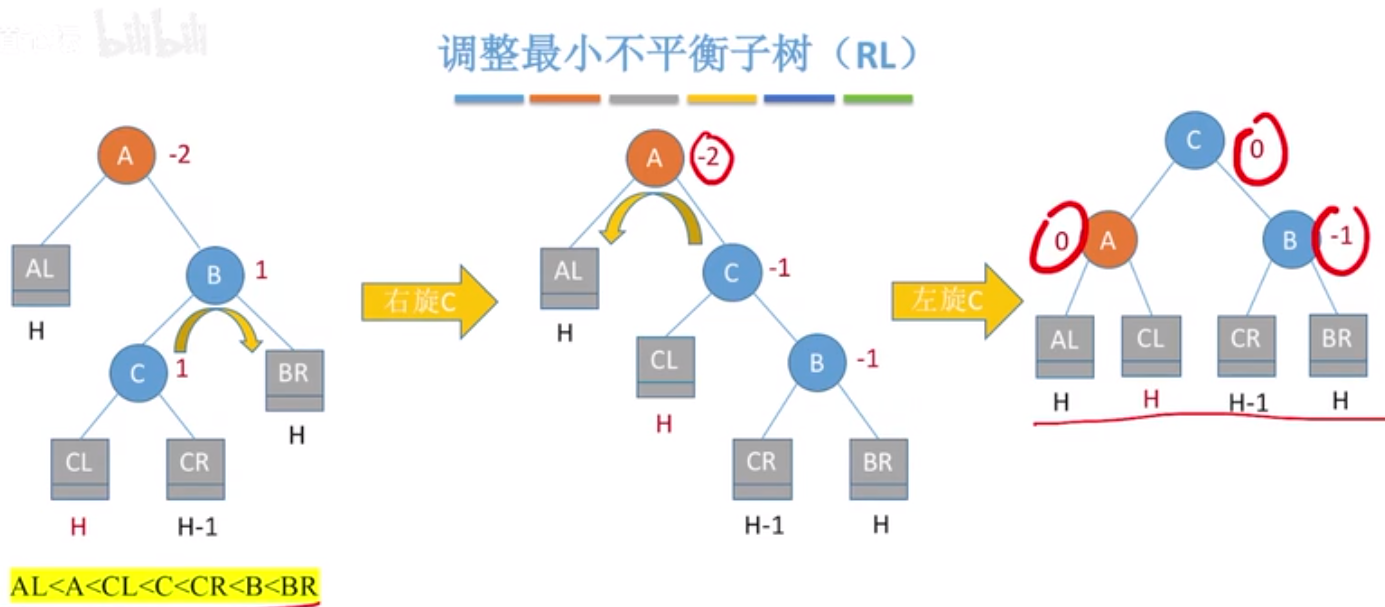 bilibili
调整最小不平衡子树（RL）
A
-2
AL
H
B
1
C
1
BR
H
CL
CR
H
H-1
AL<A<CL<C<CR<B<BR
右旋C
A
-2
AL
H
C
-1
CL
H
B
-1
CR
BR
H-1
H
左旋C
C
0
0
A
B
-1
AL
CL
CR
BR
H
H
H-1
H